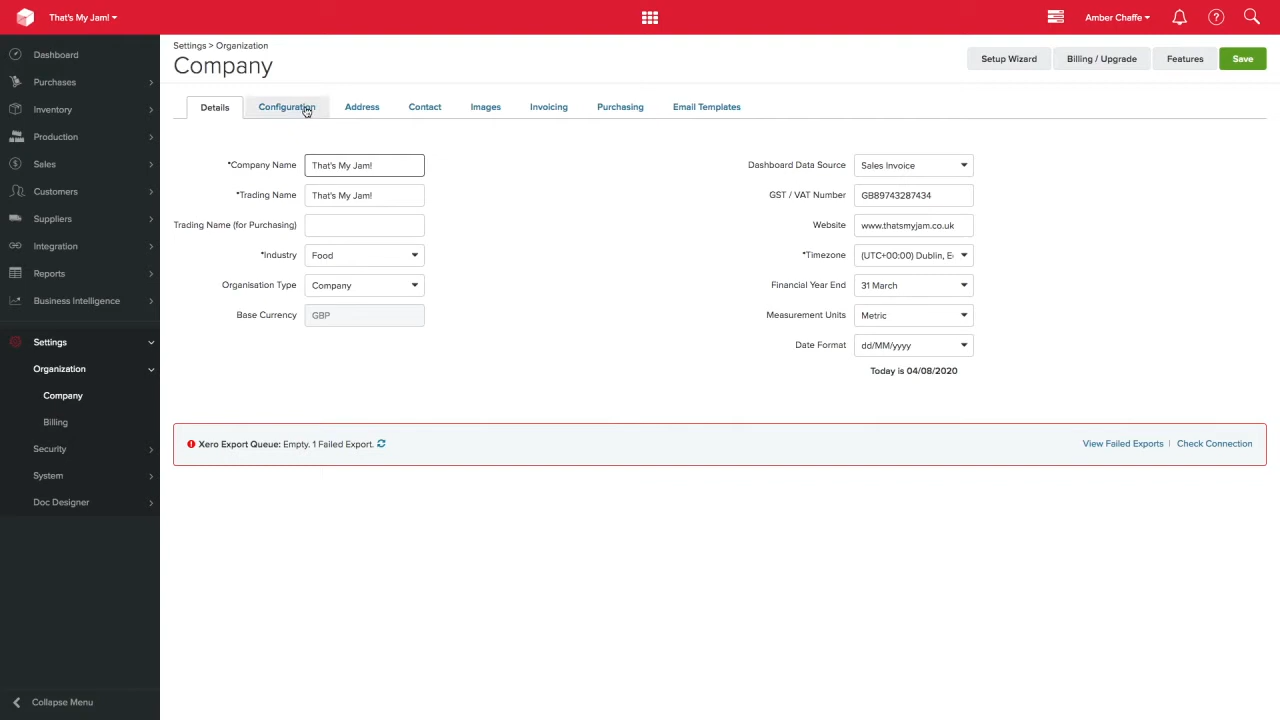 That's My Jam!
Amber Chaffe
Dashboard
Purchases
Inventory
Production
Sales
Customers
Suppliers
Integration
Reports
Business Intelligence
Settings
Organization
Company
Billing
Security
System
Doc Designer
Collapse Menu
Settings > Organization
Company
Setup Wizard
Billing / Upgrade
Features
Save
Details
Configuration
Address
Contact
Images
Invoicing
Purchasing
Email Templates
*Company Name That's My Jam!
*Trading Name That's My Jam!
Trading Name (for Purchasing)
*Industry Food
Organisation Type Company
Base Currency GBP
Dashboard Data Source Sales Invoice
GST / VAT Number GB89743287434
Website www.thatsmyjam.co.uk
*Timezone (UTC+00:00) Dublin, E
Financial Year End 31 March
Measurement Units Metric
Date Format dd/MM/yyyy
Today is 04/08/2020
Xero Export Queue: Empty. 1 Failed Export.
View Failed Exports | Check Connection